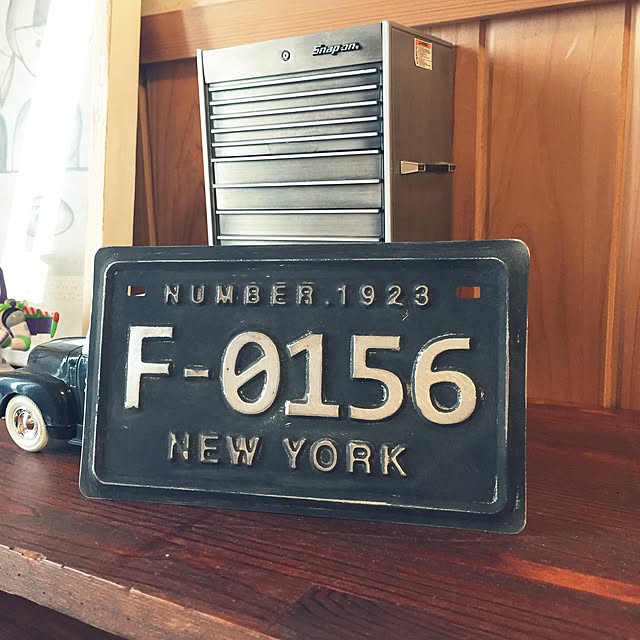 Snap-on
NUMBER.1923
F-0156
NEW YORK